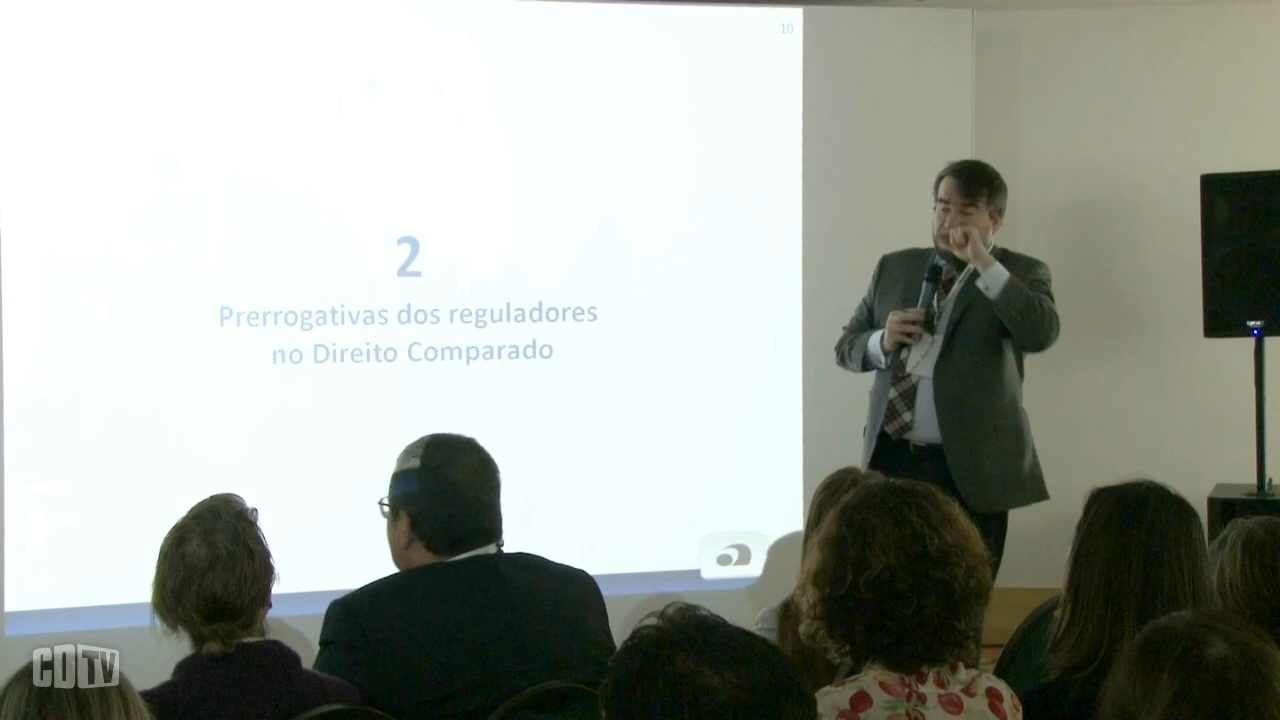 10
2
Prerrogativas dos reguladores
no Direito Comparado
CDTV